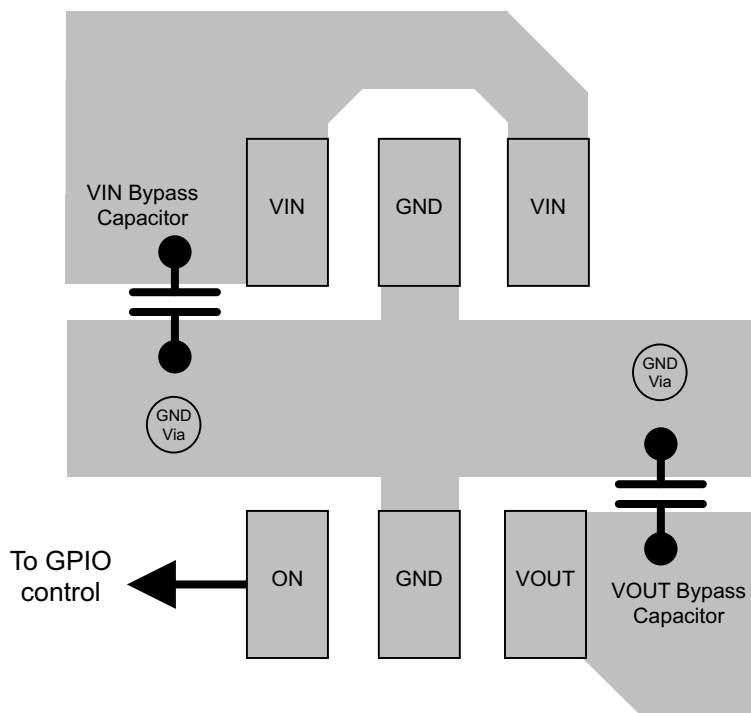 VIN Bypass
Capacitor
VIN
GND
VIN
GND
Via
GND
Via
To GPIO
control
ON
GND
VOUT
VOUT Bypass
Capacitor